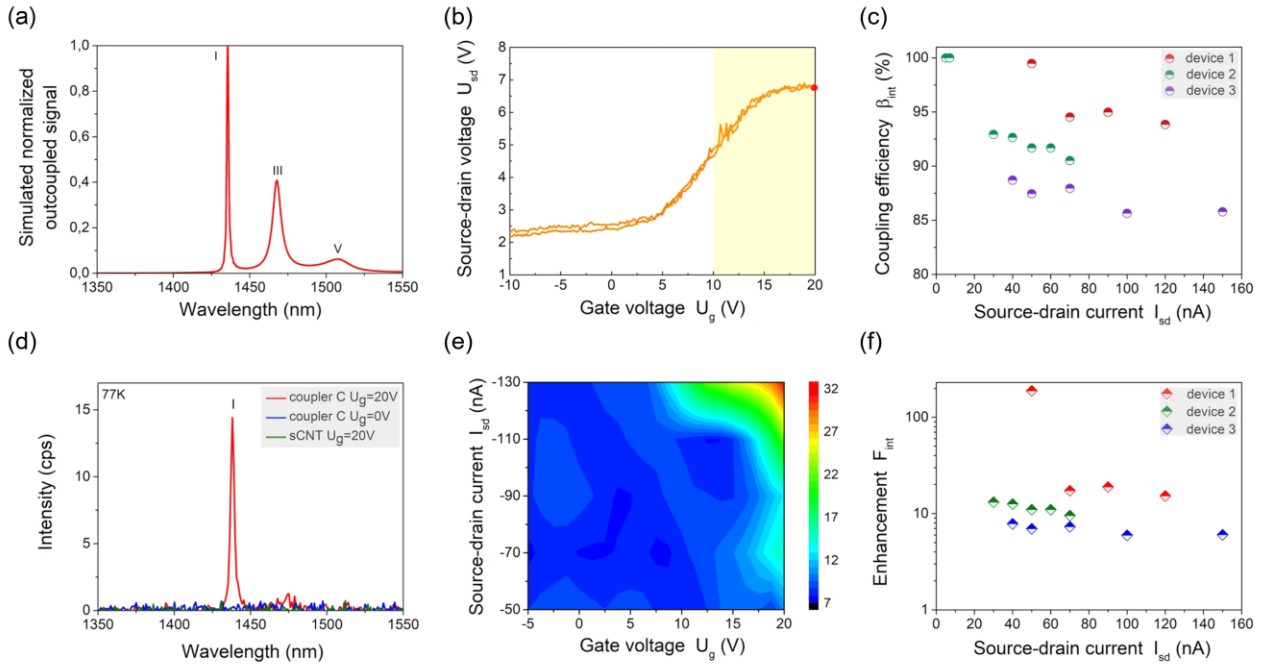 (a)
Simulated normalized
outcoupled signal
1,0
0,8
0,6
0,4
0,2
0,0
I
III
V
1350
1400
1450
1500
1550
Wavelength (nm)
(b)
Source-drain voltage U_sd (V)
8
7
6
5
4
3
2
1
-10
-5
0
5
10
15
20
Gate voltage U_g (V)
(c)
Coupling efficiency β_int (%)
100
95
90
85
80
device 1
device 2
device 3
0
20
40
60
80
100
120
140
160
Source-drain current I_sd (nA)
(d)
Intensity (cps)
15
10
5
0
77K
I
coupler C U_g=20V
coupler C U_g=0V
sCNT U_g=20V
1350
1400
1450
1500
1550
Wavelength (nm)
(e)
Source-drain current I_sd (nA)
-130
-110
-90
-70
-50
-5
0
5
10
15
20
Gate voltage U_g (V)
32
28
23
18
12
7
(f)
Enhancement F_int
100
10
1
device 1
device 2
device 3
0
20
40
60
80
100
120
140
160
Source-drain current I_sd (nA)